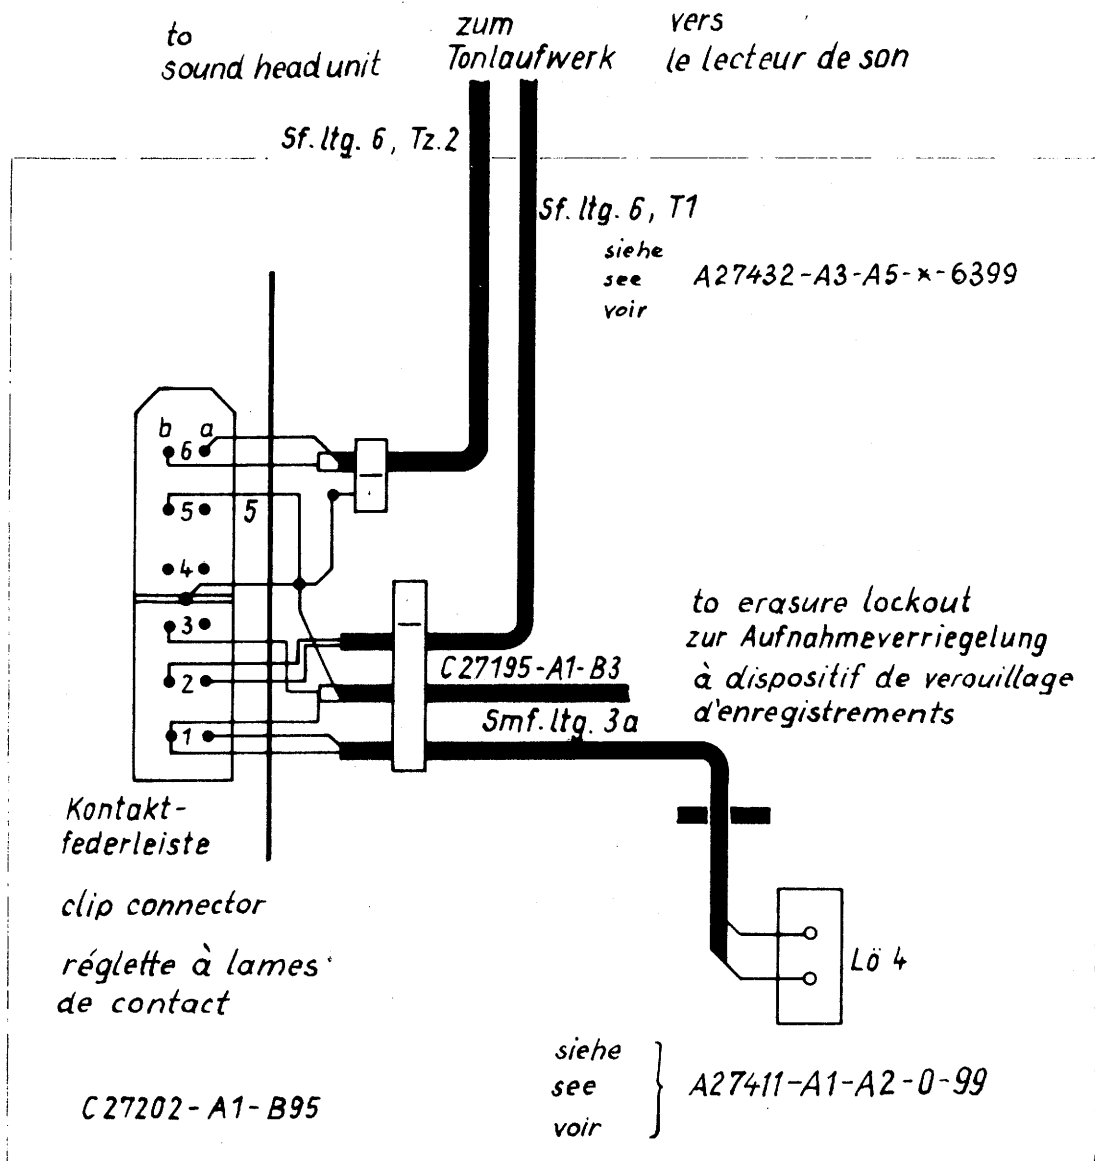 to
sound head unit
zum
Tonlaufwerk
vers
le lecteur de son
Sf. ltg. 6, Tz. 2
Sf. ltg. 6, T1
siehe
see
voir
A27432-A3-A5-*-6399
b a
6
5
5
4
3
2
1
C27195-A1-B3
Smf. ltg. 3a
to erasure lockout
zur Aufnahmeverriegelung
à dispositif de verouillage
d'enregistrements
Kontakt-
federleiste
clip connector
réglette à lames
de contact
C27202-A1-B95
Lö 4
siehe
see
voir
A27411-A1-A2-0-99